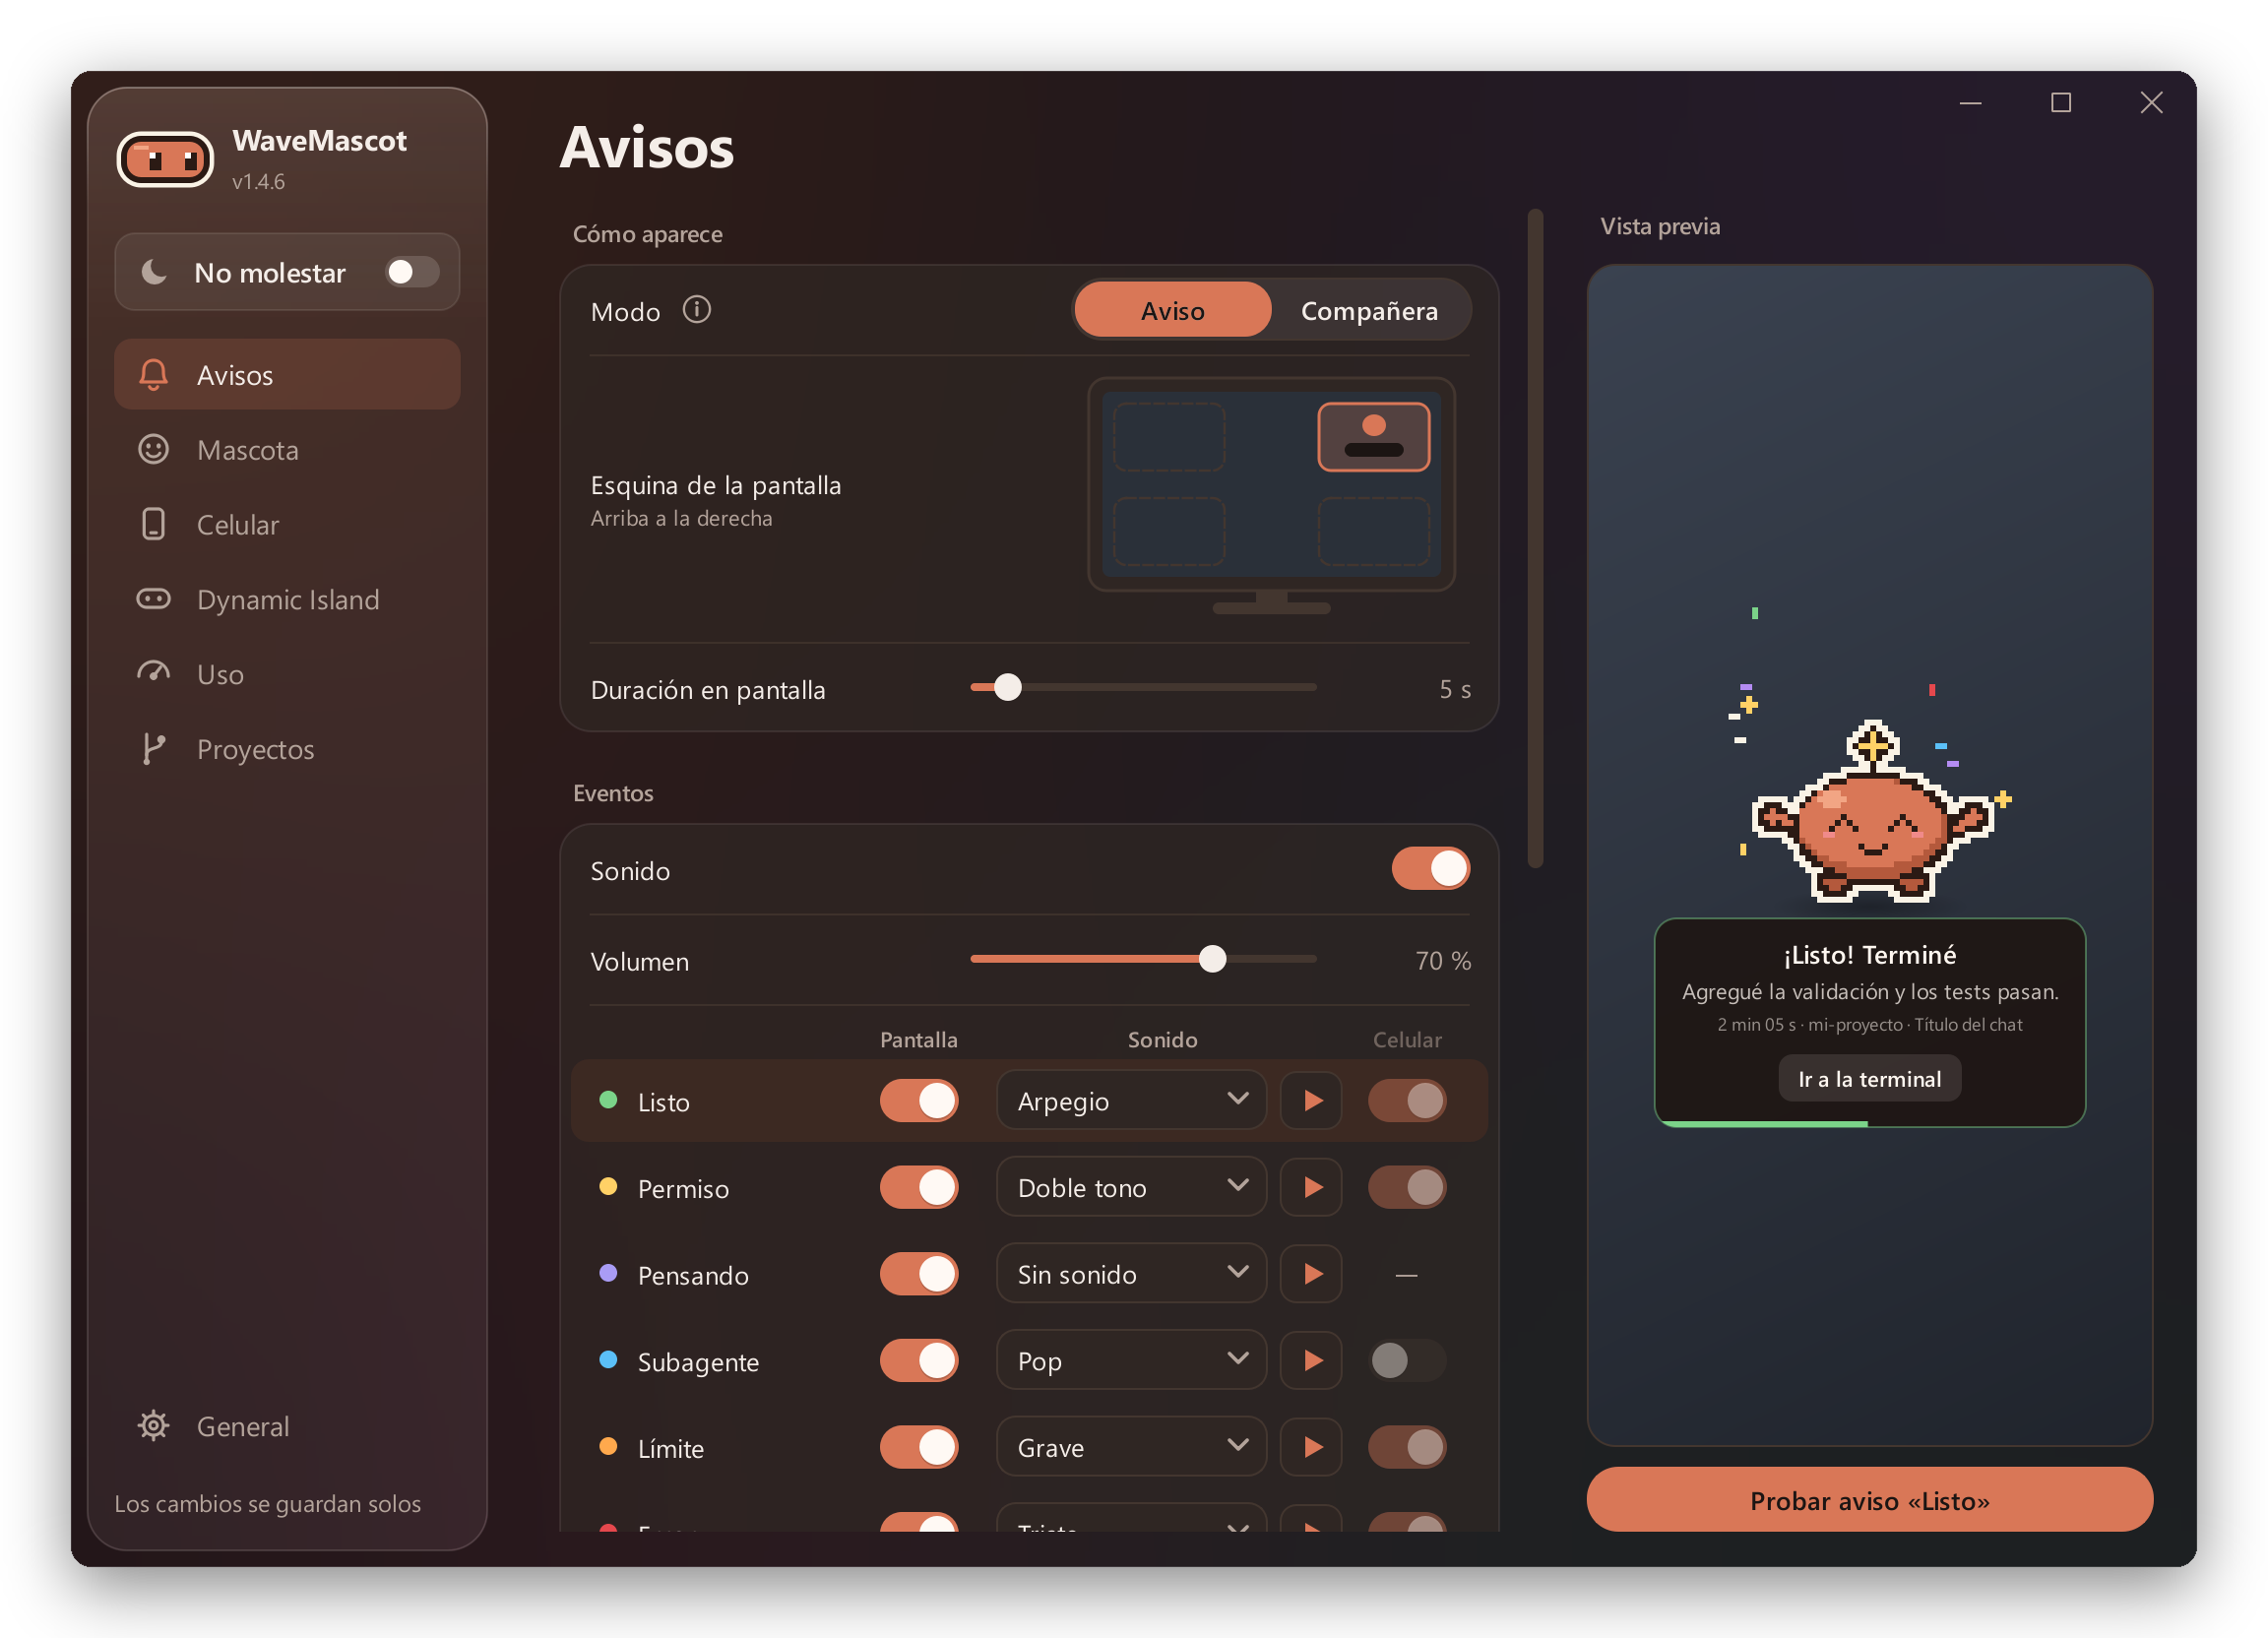 WaveMascot
v1.4.6
No molestar
Avisos
Mascota
Celular
Dynamic Island
Uso
Proyectos
General
Los cambios se guardan solos
Avisos
Cómo aparece
Modo
Aviso
Compañera
Esquina de la pantalla
Arriba a la derecha
Duración en pantalla
5 s
Eventos
Sonido
Volumen
70 %
Pantalla
Sonido
Celular
Listo
Arpegio
Permiso
Doble tono
Pensando
Sin sonido
—
Subagente
Pop
Límite
Grave
Vista previa
¡Listo! Terminé
Agregué la validación y los tests pasan.
2 min 05 s · mi-proyecto · Título del chat
Ir a la terminal
Probar aviso «Listo»